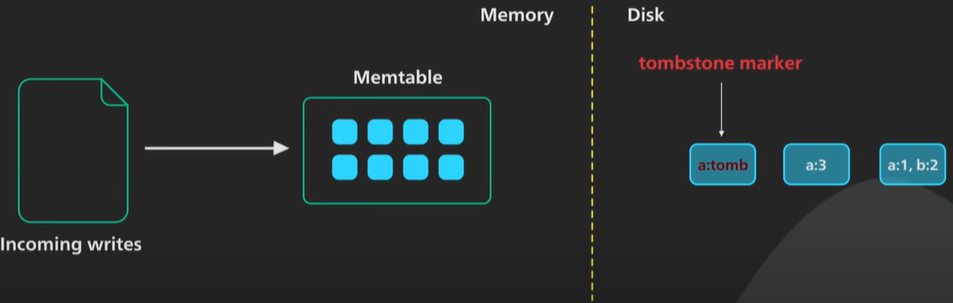 Memory
Disk
tombstone marker
Memtable
a:tomb
a:3
a:1, b:2
Incoming writes